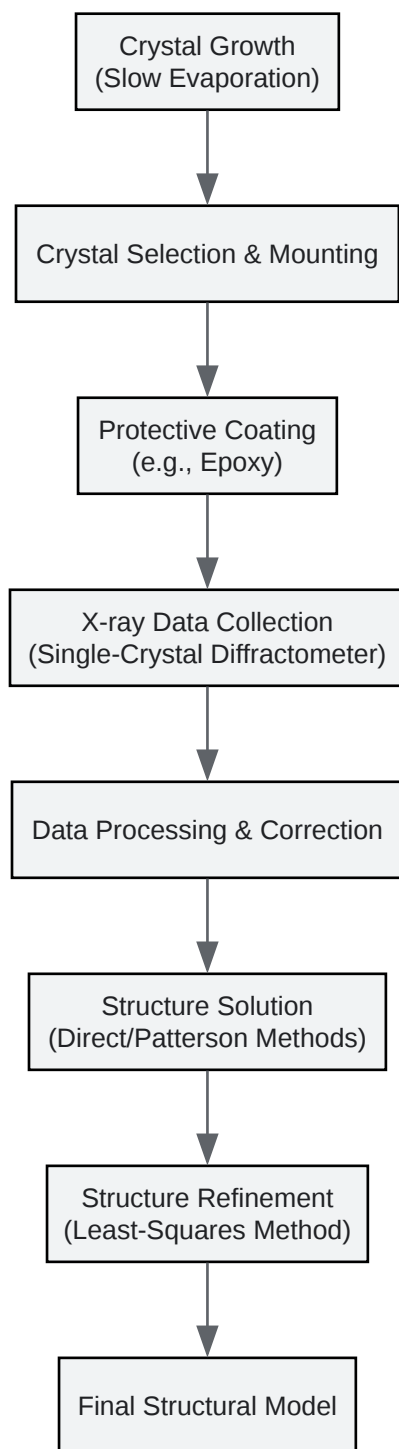 Crystal Growth
(Slow Evaporation)
Crystal Selection & Mounting
Protective Coating
(e.g., Epoxy)
X-ray Data Collection
(Single-Crystal Diffractometer)
Data Processing & Correction
Structure Solution
(Direct/Patterson Methods)
Structure Refinement
(Least-Squares Method)
Final Structural Model